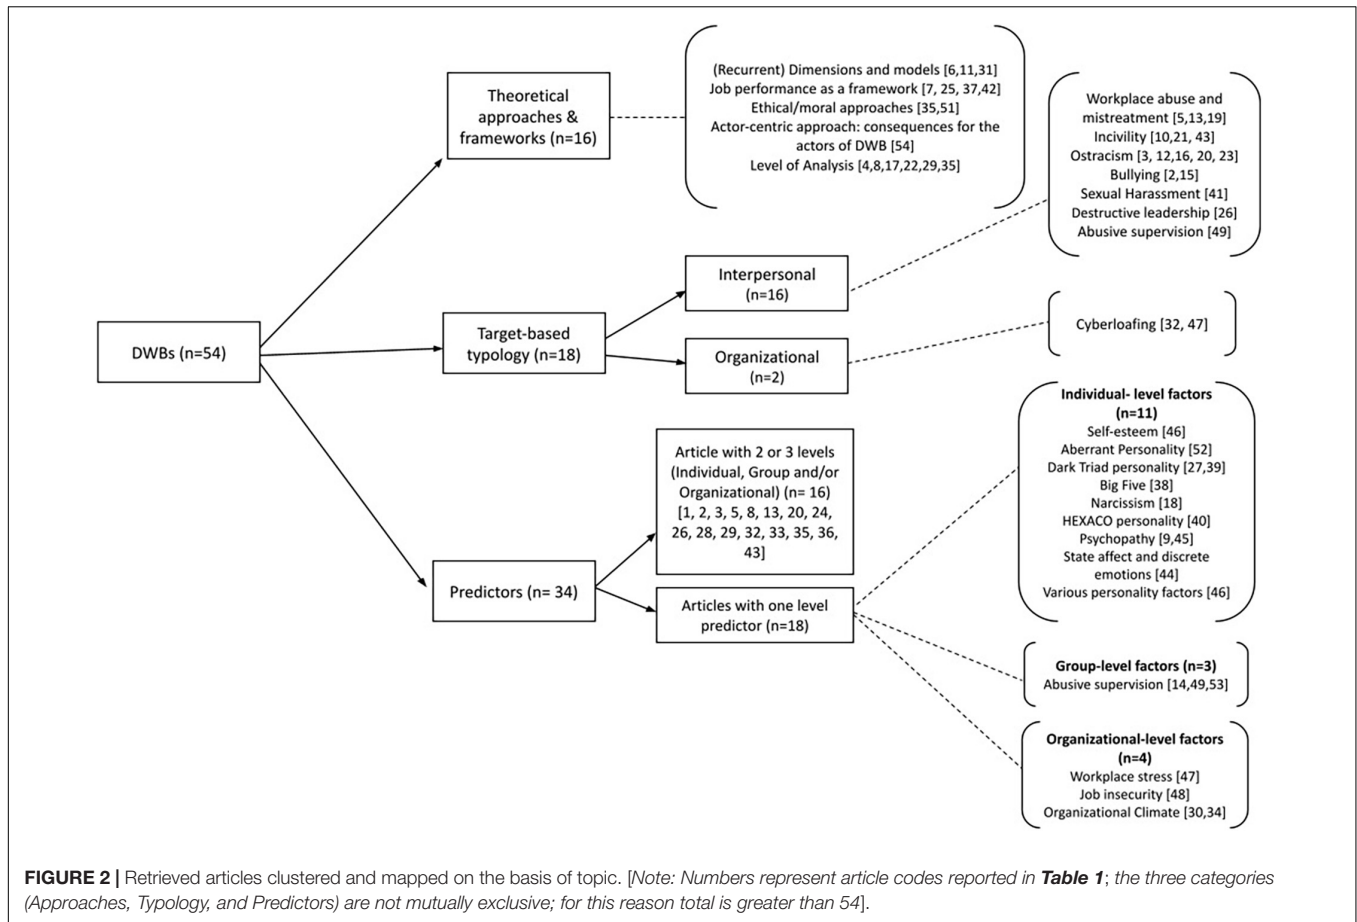 DWBs (n=54)
Theoretical
approaches &
frameworks (n=16)
(Recurrent) Dimensions and models [6,11,31]
Job performance as a framework [7, 25, 37,42]
Ethical/moral approaches [35,51]
Actor-centric approach: consequences for the
actors of DWB [54]
Level of Analysis [4,8,17,22,29,35]
Target-based
typology (n=18)
Interpersonal
(n=16)
Workplace abuse and
mistreatment [5,13,19]
Incivility [10,21, 43]
Ostracism [3, 12,16, 20, 23]
Bullying [2,15]
Sexual Harassment [41]
Destructive leadership [26]
Abusive supervision [49]
Organizational
(n=2)
Cyberloafing [32, 47]
Predictors (n= 34)
Article with 2 or 3 levels
(Individual, Group and/or
Organizational) (n= 16)
[1, 2, 3, 5, 8, 13, 20, 24,
26, 28, 29, 32, 33, 35, 36,
43]
Articles with one level
predictor (n=18)
Individual- level factors
(n=11)
Self-esteem [46]
Aberrant Personality [52]
Dark Triad personality [27,39]
Big Five [38]
Narcissism [18]
HEXACO personality [40]
Psychopathy [9,45]
State affect and discrete
emotions [44]
Various personality factors [46]
Group-level factors (n=3)
Abusive supervision [14,49,53]
Organizational-level factors
(n=4)
Workplace stress [47]
Job insecurity [48]
Organizational Climate [30,34]
FIGURE 2 | Retrieved articles clustered and mapped on the basis of topic. [Note: Numbers represent article codes reported in Table 1; the three categories
(Approaches, Typology, and Predictors) are not mutually exclusive; for this reason total is greater than 54].